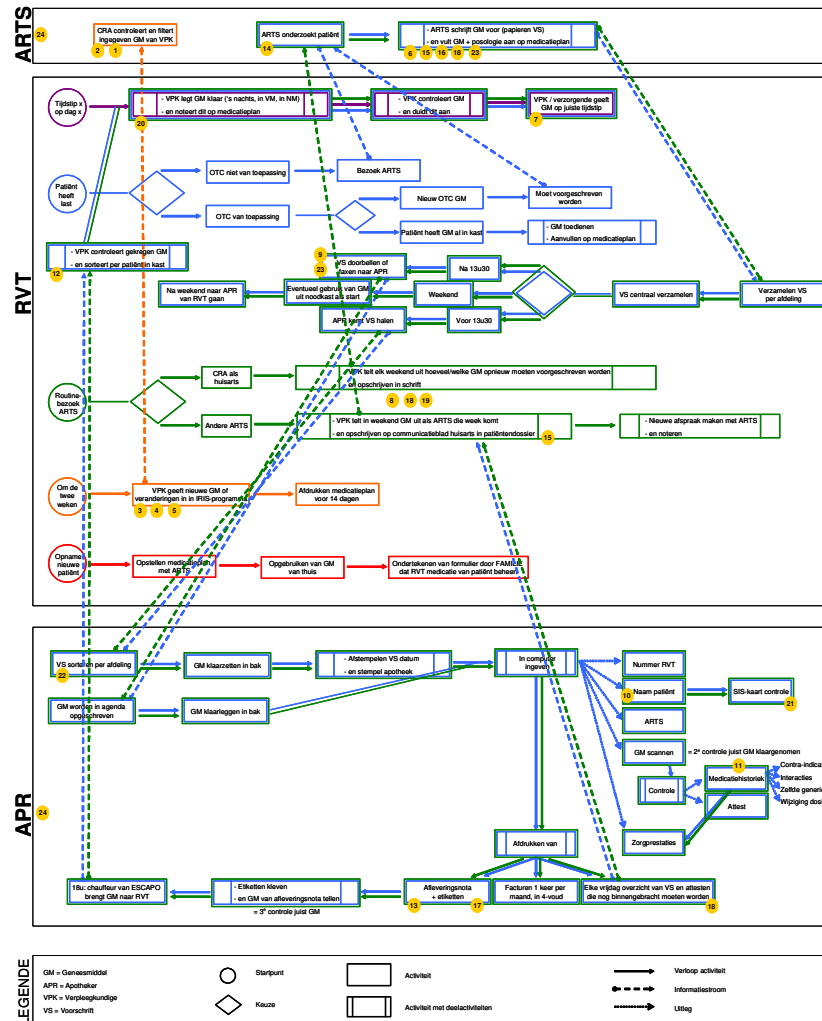 ARTS
24
CRA controleert en filtert
ingegeven GM van VPK
2
1
ARTS onderzoekt patiënt
14
- ARTS schrijft GM voor (papieren VS)
- en vult GM + posologie aan op medicatieplan
6
15
16
18
23
RVT
Tijdstip x
op dag x
- VPK legt GM klaar ('s nachts, in VM, in NM)
- en noteert dit op medicatieplan
20
- VPK controleert GM
- en duidt dit aan
VPK / verzorgende geeft
GM op juiste tijdstip
7
Patiënt
heeft
last
OTC niet van toepassing
Bezoek ARTS
OTC van toepassing
Nieuw OTC GM
Moet voorgeschreven
worden
Patiënt heeft GM al in kast
- GM toedienen
- Aanvullen op medicatieplan
- VPK controleert gekregen GM
- en sorteert per patiënt in kast
12
9
23
VS doorbellen of
faxen naar APR
Na 13u30
Na weekend naar APR
van RVT gaan
Eventueel gebruik van GM
uit noodkast als start
Weekend
VS centraal verzamelen
Verzamelen VS
per afdeling
APR komt VS halen
Voor 13u30
Routine-
bezoek
ARTS
CRA als
huisarts
- VPK telt elk weekend uit hoeveel/welke GM opnieuw moeten voorgeschreven worden
- en opschrijven in schrift
8
18
19
Andere ARTS
- VPK telt in weekend GM uit als ARTS die week komt
- en opschrijven op communicatieblad huisarts in patiëntendossier
15
- Nieuwe afspraak maken met ARTS
- en noteren
Om de
twee
weken
VPK geeft nieuwe GM of
veranderingen in in IRIS-programma
3
4
5
Afdrukken medicatieplan
voor 14 dagen
Opname
nieuwe
patiënt
Opstellen medicatieplan
met ARTS
Opgebruiken van GM
van thuis
Ondertekenen van formulier door FAMILIE
dat RVT medicatie van patiënt beheert
APR
24
VS sorteren per afdeling
22
GM klaarzetten in bak
- Afstempelen VS datum
- en stempel apotheek
In computer
ingeven
Nummer RVT
10
Naam patiënt
SIS-kaart controle
21
GM worden in agenda
opgeschreven
GM klaarleggen in bak
ARTS
GM scannen
= 2e controle juist GM klaargenomen
11
Controle
Medicatiehistoriek
Contra-indicat
Interacties
Zelfde generie
Wijziging dosi
Attest
Zorgprestaties
Afdrukken van
18u: chauffeur van ESCAPO
brengt GM naar RVT
- Etiketten kleven
- en GM van afleveringsnota tellen
= 3e controle juist GM
Afleveringsnota
+ etiketten
13
17
Facturen 1 keer per
maand, in 4-voud
Elke vrijdag overzicht van VS en attesten
die nog binnengebracht moeten worden
18
LEGENDE
GM = Geneesmiddel
APR = Apotheker
VPK = Verpleegkundige
VS = Voorschrift
Startpunt
Keuze
Activiteit
Activiteit met deelactiviteiten
Verloop activiteit
Informatiestroom
Uitleg